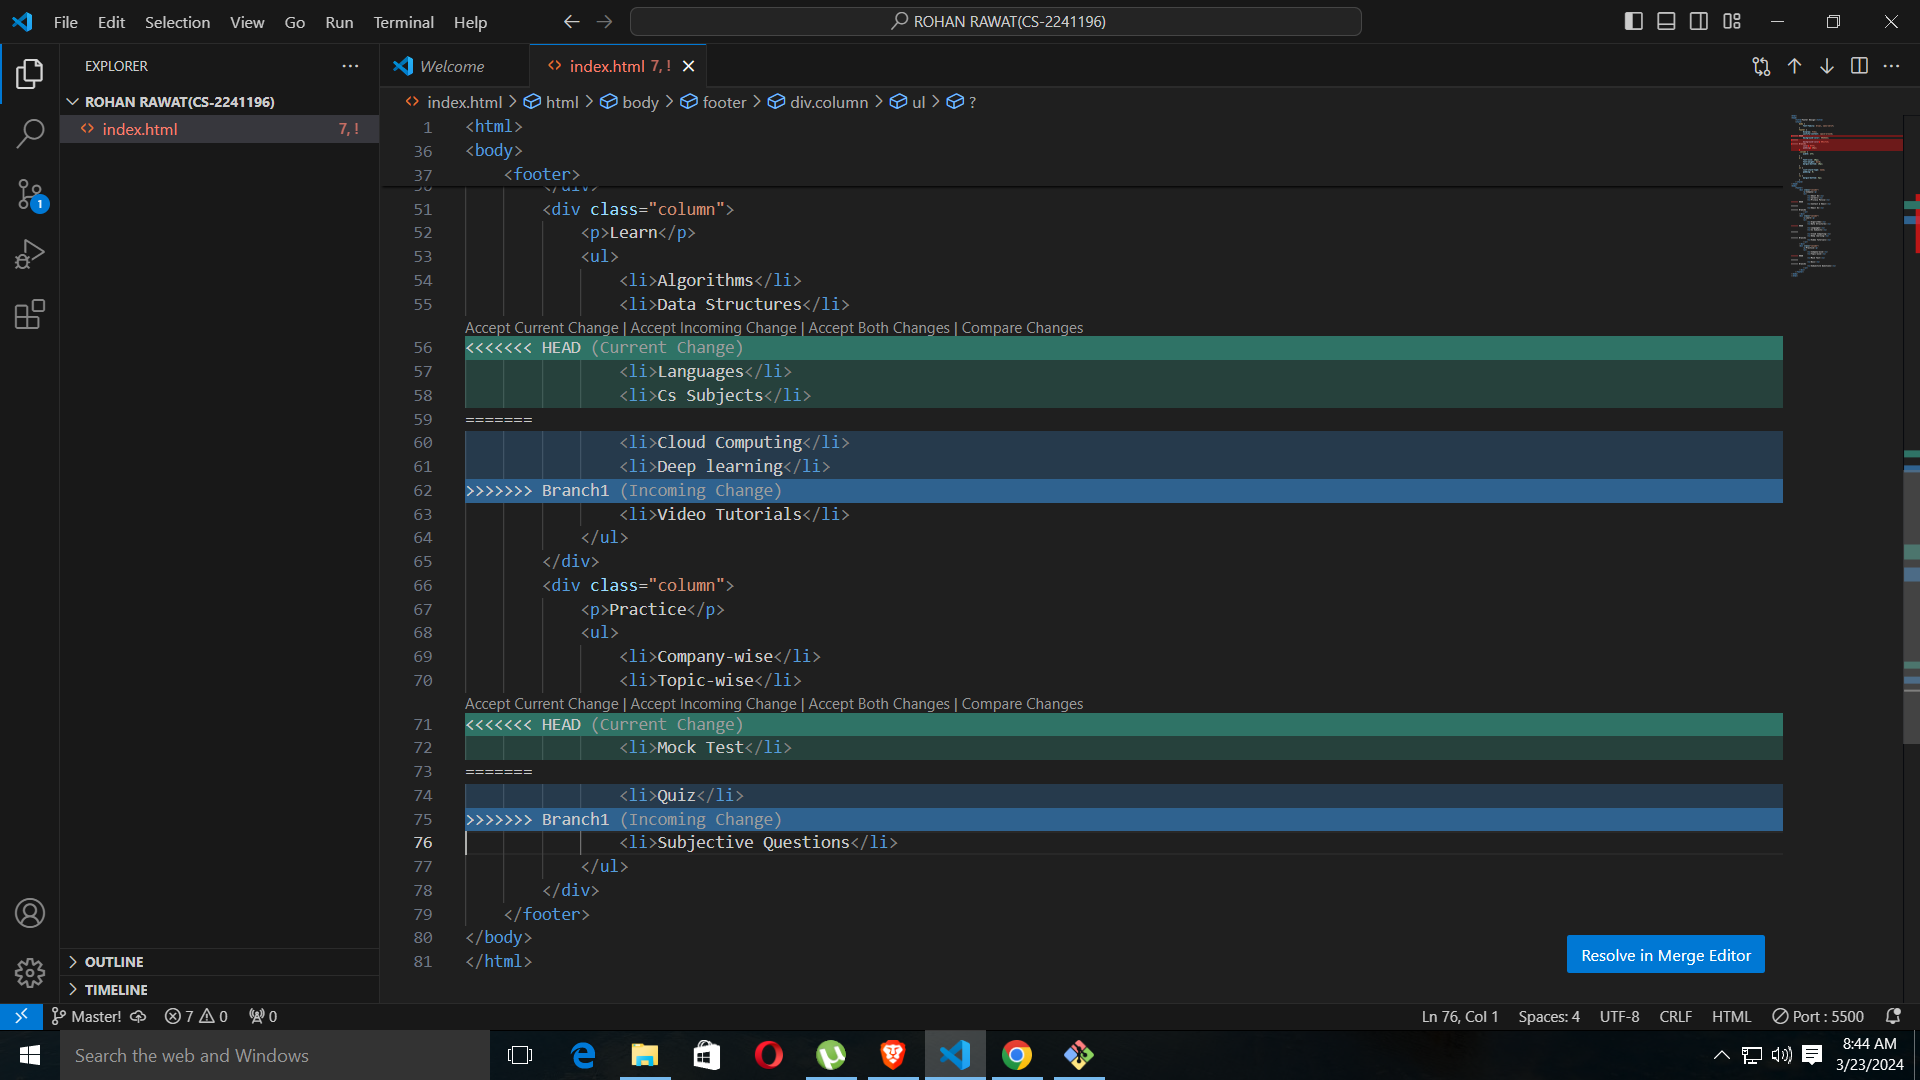 File Edit Selection View Go Run Terminal Help ROHAN RAWAT(CS-2241196)
EXPLORER
ROHAN RAWAT(CS-2241196)
index.html 7, !
OUTLINE
TIMELINE
Welcome index.html 7, !
index.html > html > body > footer > div.column > ul > ?
1 <html>
36 <body>
37 <footer>
51 <div class="column">
52 <p>Learn</p>
53 <ul>
54 <li>Algorithms</li>
55 <li>Data Structures</li>
Accept Current Change | Accept Incoming Change | Accept Both Changes | Compare Changes
56 <<<<<<< HEAD (Current Change)
57 <li>Languages</li>
58 <li>Cs Subjects</li>
59 =======
60 <li>Cloud Computing</li>
61 <li>Deep learning</li>
62 >>>>>>> Branch1 (Incoming Change)
63 <li>Video Tutorials</li>
64 </ul>
65 </div>
66 <div class="column">
67 <p>Practice</p>
68 <ul>
69 <li>Company-wise</li>
70 <li>Topic-wise</li>
Accept Current Change | Accept Incoming Change | Accept Both Changes | Compare Changes
71 <<<<<<< HEAD (Current Change)
72 <li>Mock Test</li>
73 =======
74 <li>Quiz</li>
75 >>>>>>> Branch1 (Incoming Change)
76 <li>Subjective Questions</li>
77 </ul>
78 </div>
79 </footer>
80 </body>
81 </html>
Resolve in Merge Editor
1
Master! 7 0 0 Ln 76, Col 1 Spaces: 4 UTF-8 CRLF HTML Port : 5500
Search the web and Windows
8:44 AM
3/23/2024